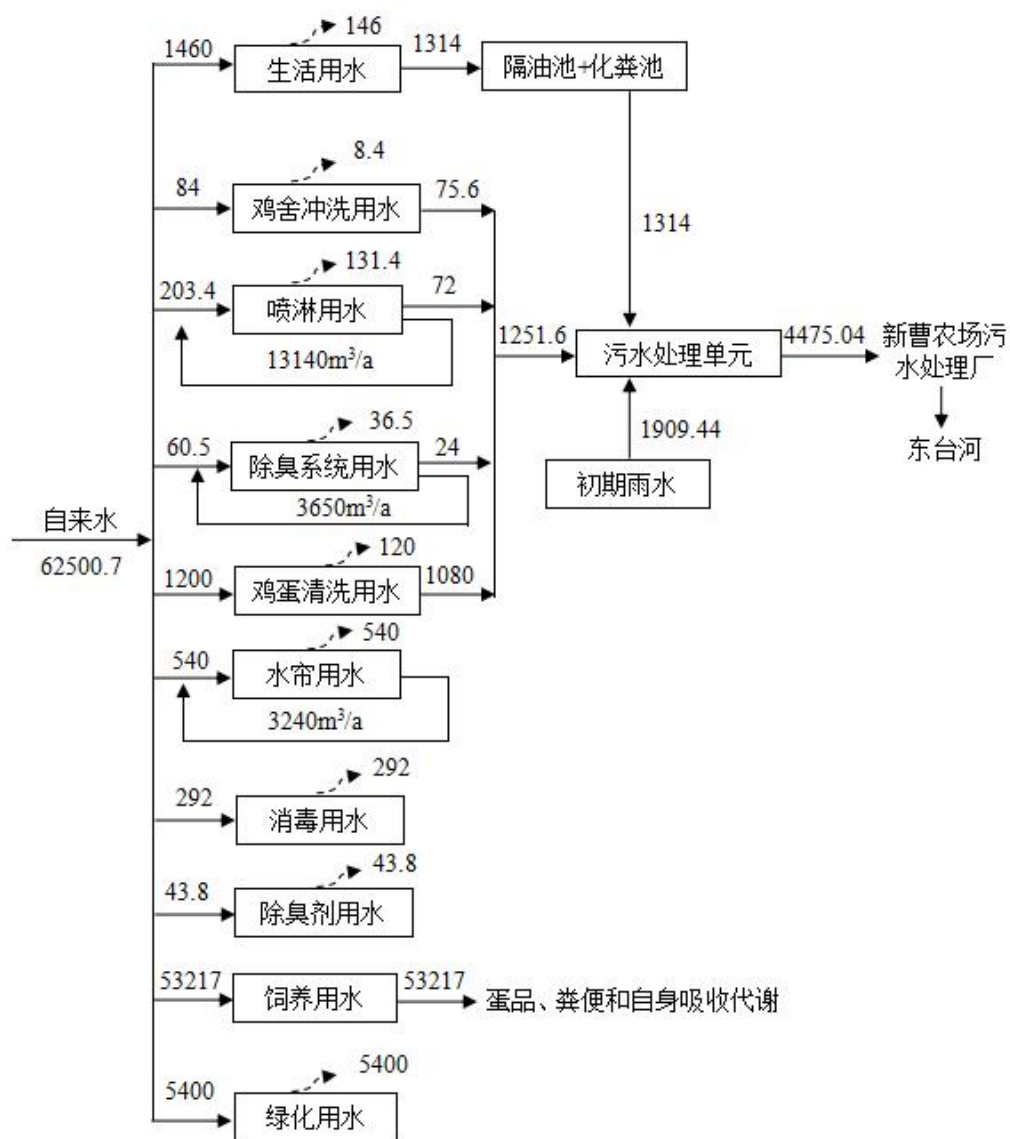 146
1460
生活用水
1314
隔油池+化粪池
8.4
84
鸡舍冲洗用水
75.6
1314
131.4
203.4
喷淋用水
72
13140m³/a
1251.6
污水处理单元
4475.04
新曹农场污
水处理厂
36.5
60.5
除臭系统用水
24
3650m³/a
1909.44
初期雨水
东台河
自来水
62500.7
120
1200
鸡蛋清洗用水
1080
540
540
水帘用水
3240m³/a
292
292
消毒用水
43.8
43.8
除臭剂用水
53217
饲养用水
53217
蛋品、粪便和自身吸收代谢
5400
5400
绿化用水